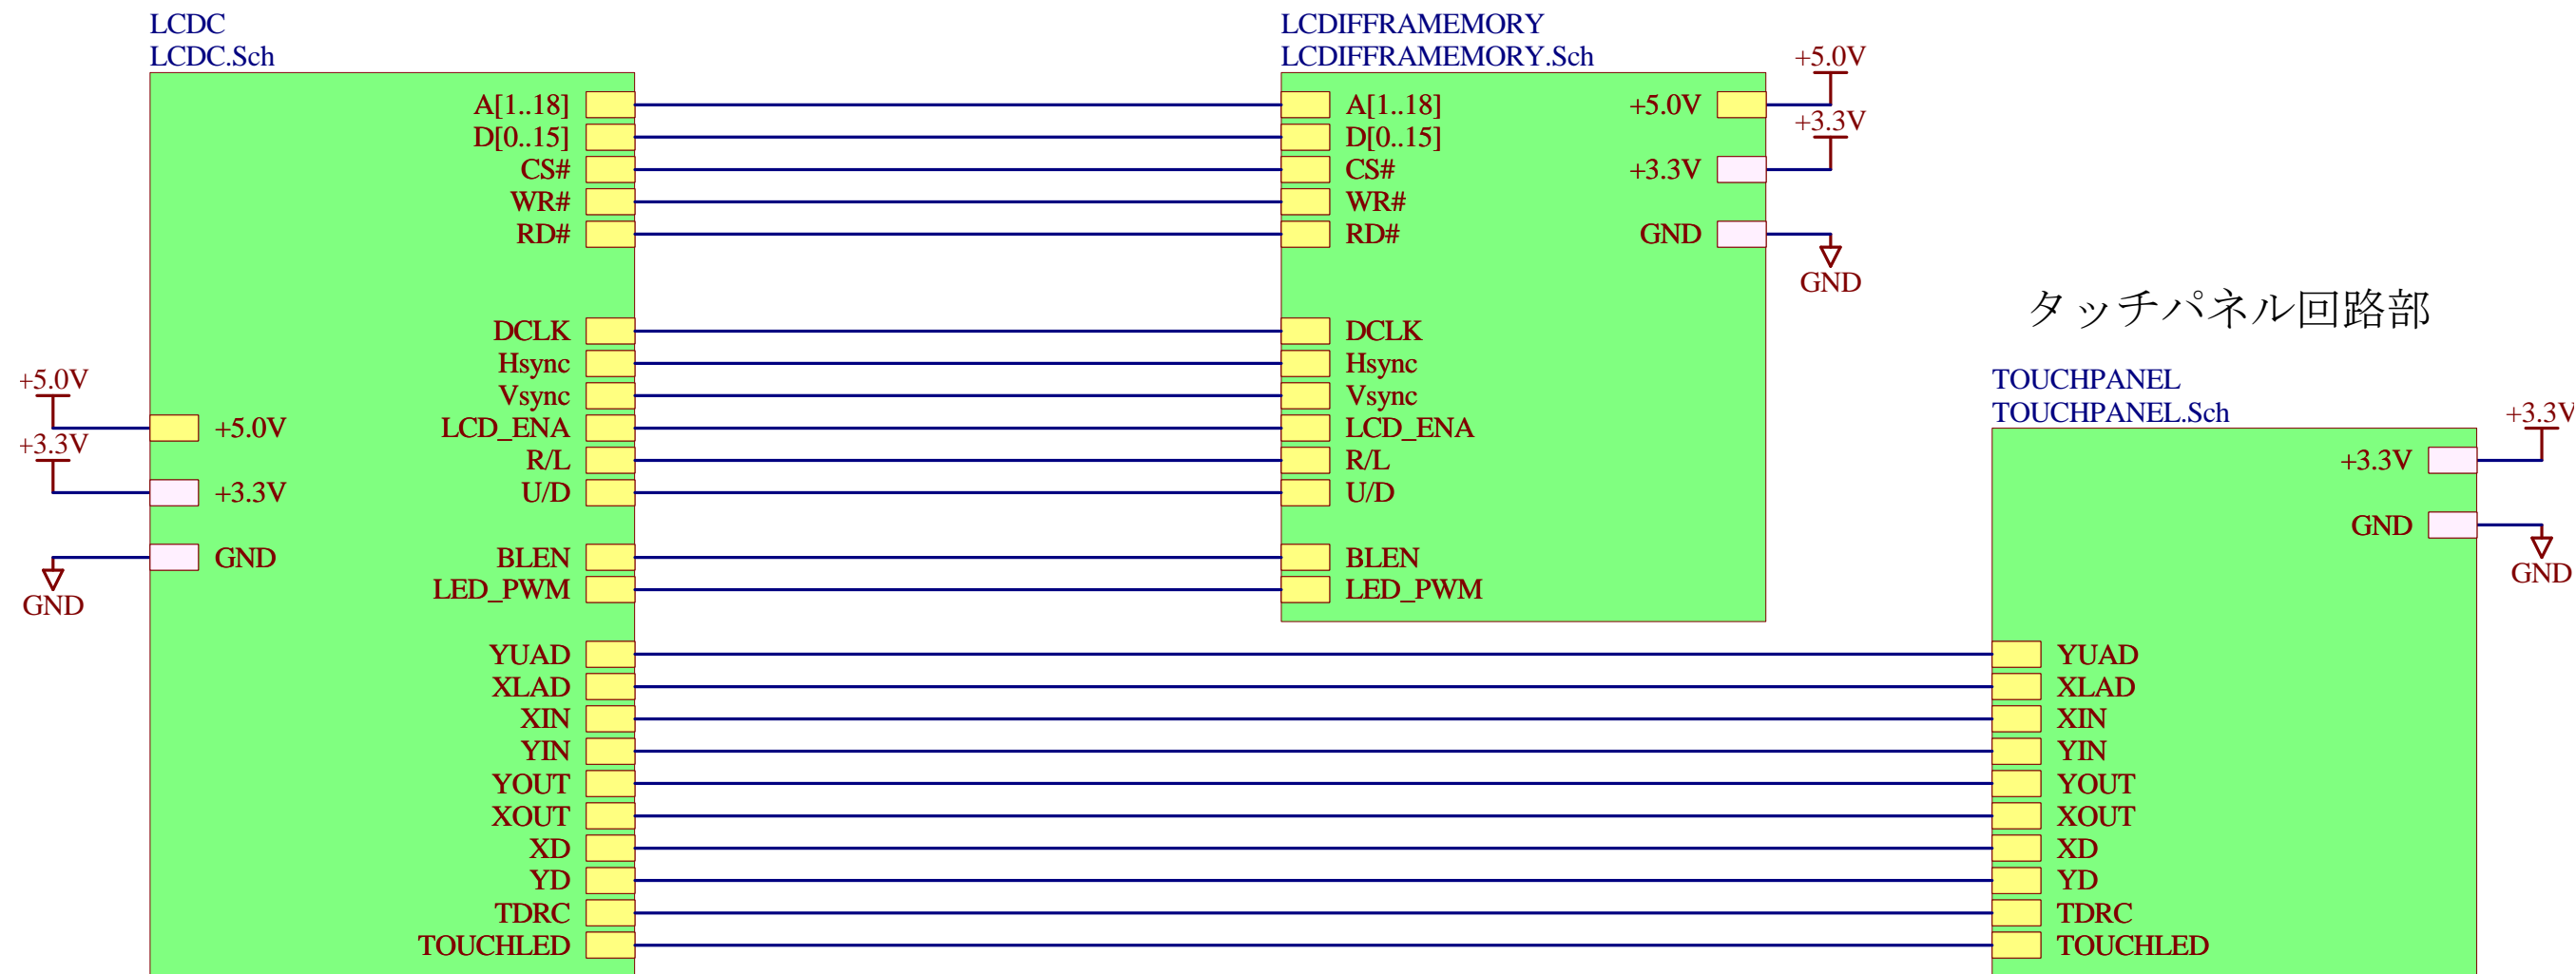 LCDC
LCDC.Sch
A[1..18]
D[0..15]
CS#
WR#
RD#
DCLK
Hsync
Vsync
LCD_ENA
R/L
U/D
BLEN
LED_PWM
YUAD
XLAD
XIN
YIN
YOUT
XOUT
XD
YD
TDRC
TOUCHLED
+5.0V
+5.0V
+3.3V
+3.3V
GND
GND
LCDIFFRAMEMORY
LCDIFFRAMEMORY.Sch
A[1..18]
D[0..15]
CS#
WR#
RD#
DCLK
Hsync
Vsync
LCD_ENA
R/L
U/D
BLEN
LED_PWM
+5.0V
+5.0V
+3.3V
+3.3V
GND
GND
タッチパネル回路部
TOUCHPANEL
TOUCHPANEL.Sch
+3.3V
+3.3V
GND
GND
YUAD
XLAD
XIN
YIN
YOUT
XOUT
XD
YD
TDRC
TOUCHLED